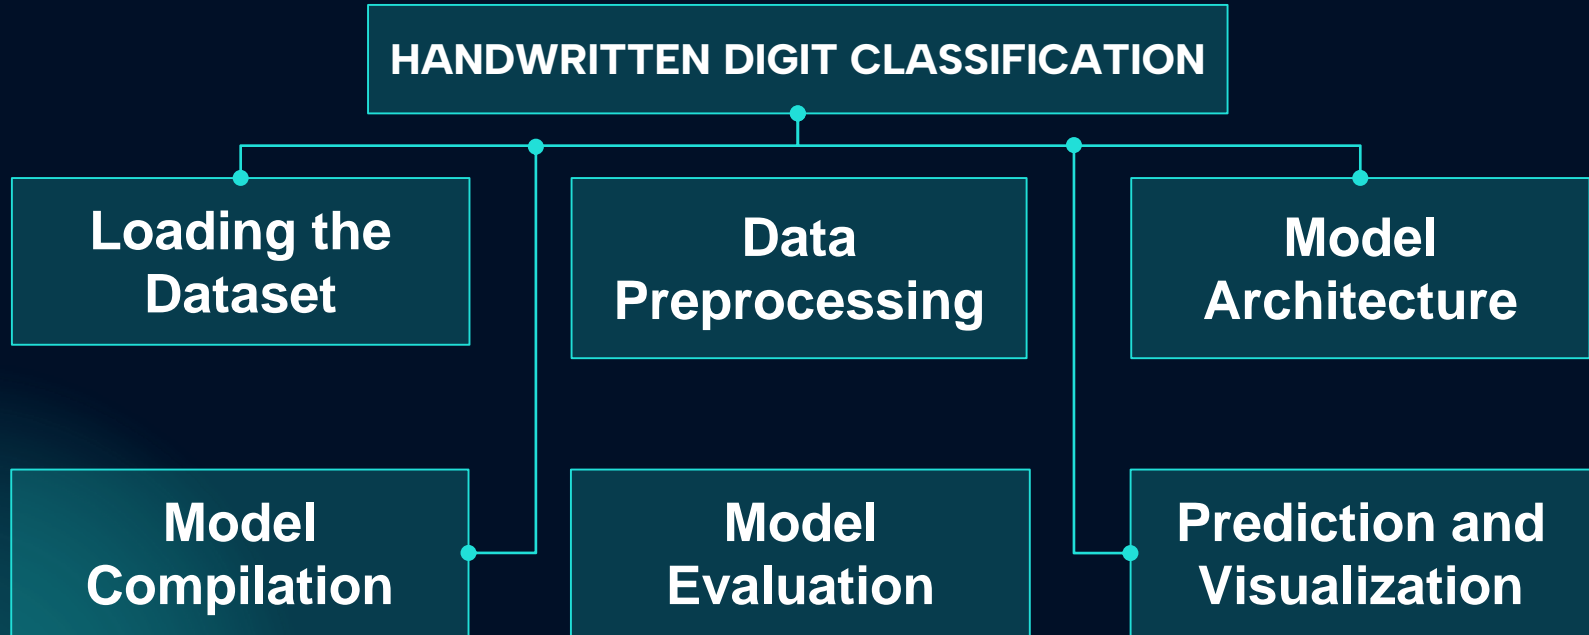 HANDWRITTEN DIGIT CLASSIFICATION
Loading the
Dataset
Data
Preprocessing
Model
Architecture
Model
Compilation
Model
Evaluation
Prediction and
Visualization